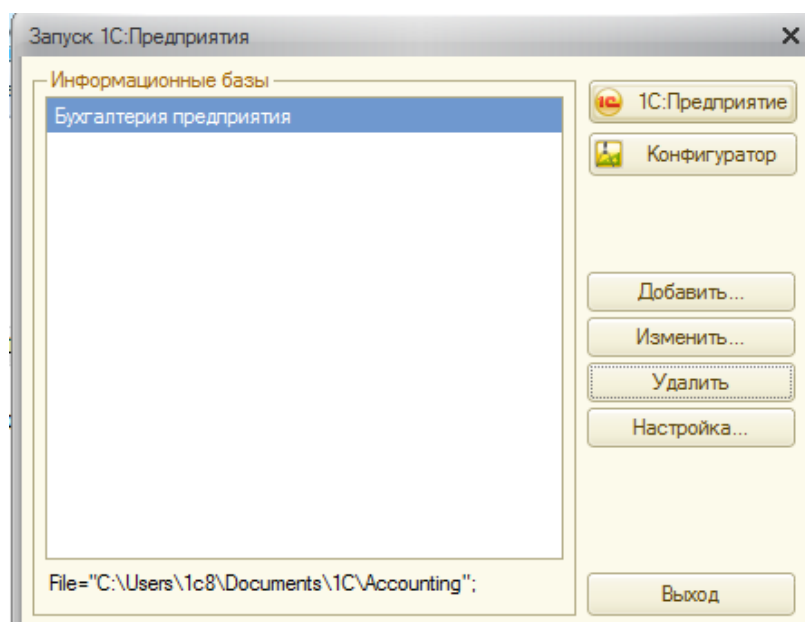 Запуск 1С:Предприятия
Информационные базы
Бухгалтерия предприятия
1С:Предприятие
Конфигуратор
Добавить...
Изменить...
Удалить
Настройка...
File="C:\Users\1c8\Documents\1C\Accounting";
Выход